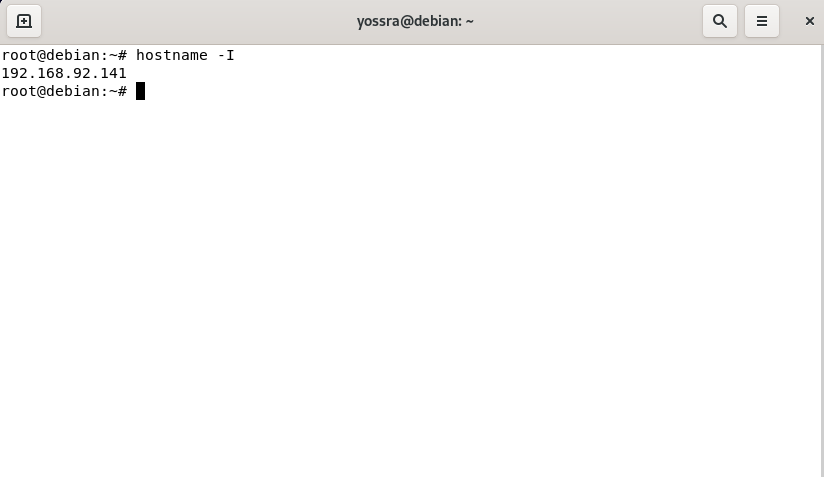 yossra@debian: ~
root@debian:~# hostname -I
192.168.92.141
root@debian:~#